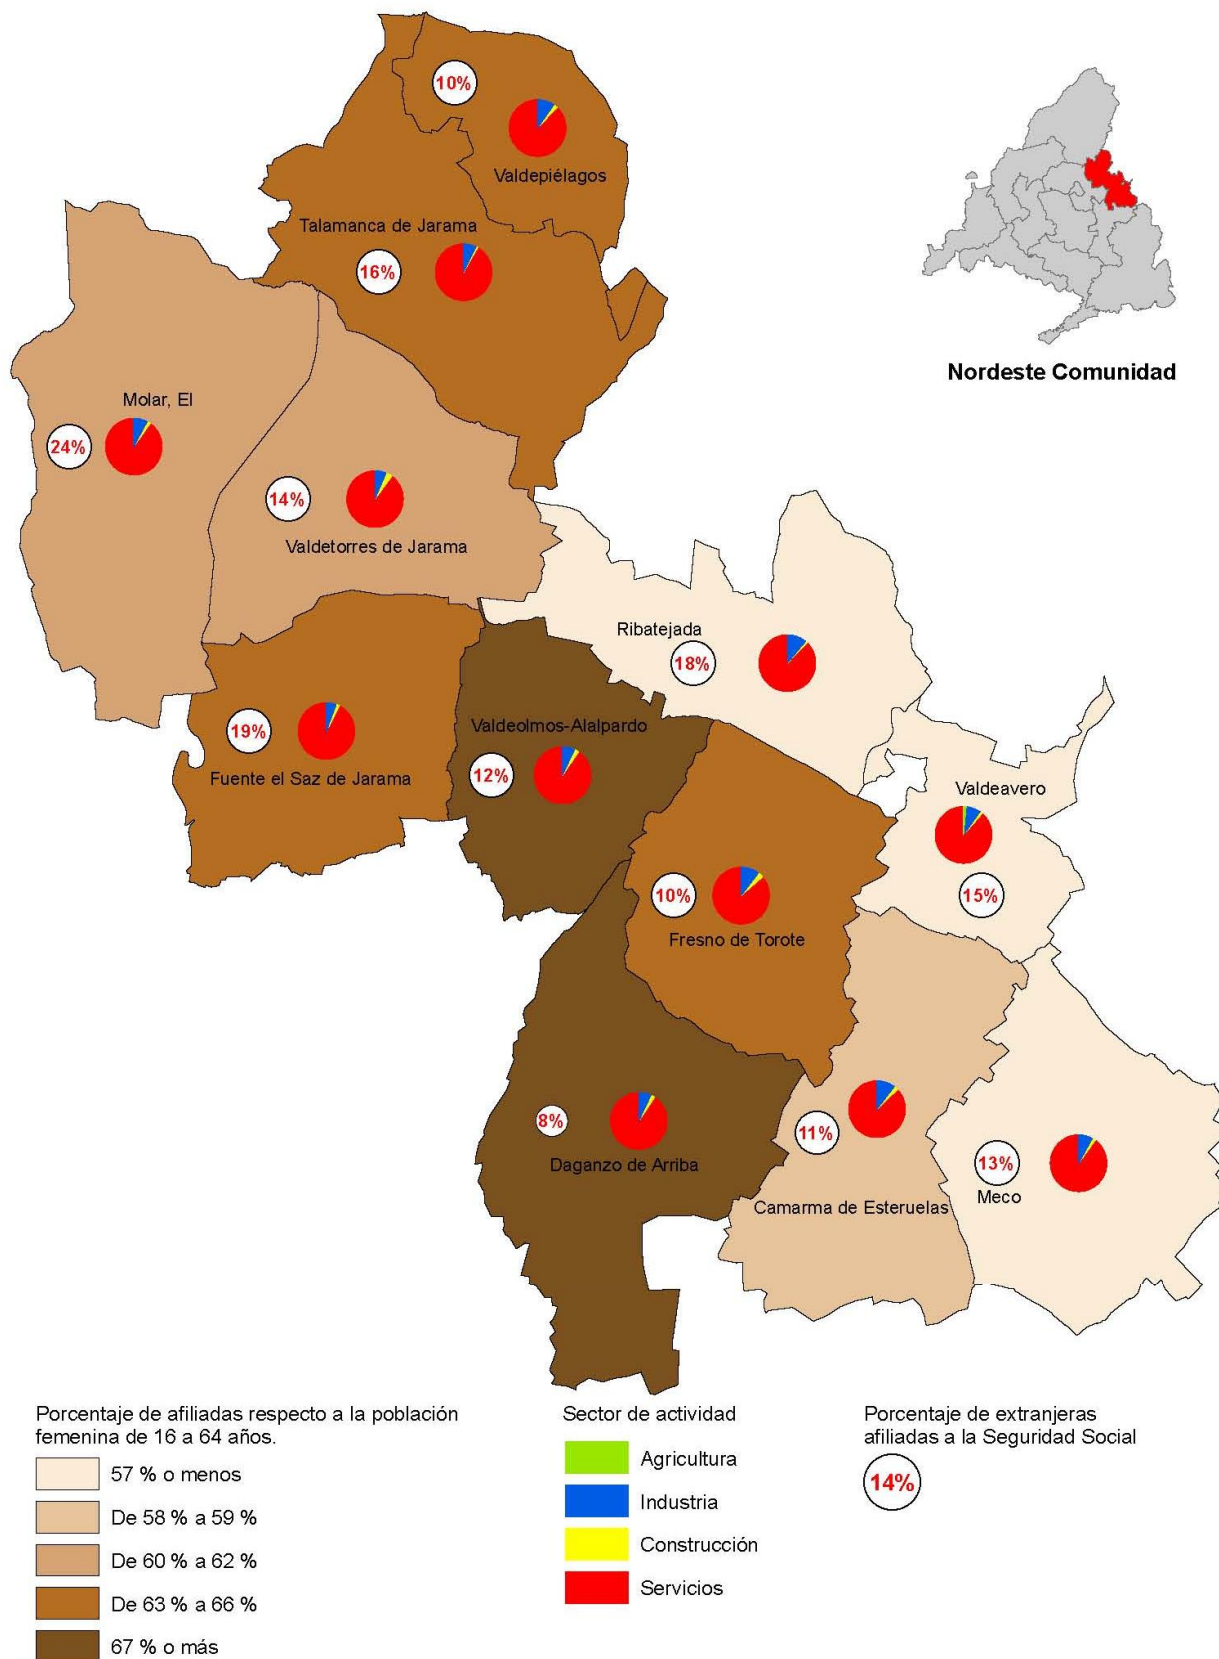 10%
Valdepiélagos
Talamanca de Jarama
16%
Nordeste Comunidad
Molar, El
24%
14%
Valdetorres de Jarama
Ribatejada
18%
19%
Fuente el Saz de Jarama
Valdeolmos-Alalpardo
12%
Valdeavero
15%
10%
Fresno de Torote
8%
Daganzo de Arriba
11%
Camarma de Esteruelas
13%
Meco
Porcentaje de afiliadas respecto a la población
femenina de 16 a 64 años.
57 % o menos
De 58 % a 59 %
De 60 % a 62 %
De 63 % a 66 %
67 % o más
Sector de actividad
Agricultura
Industria
Construcción
Servicios
Porcentaje de extranjeras
afiliadas a la Seguridad Social
14%